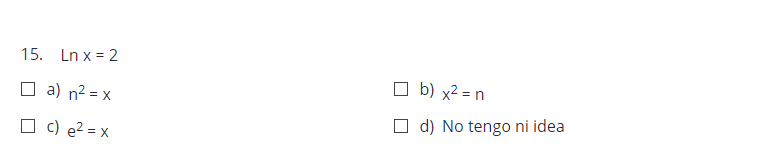 15. Ln x = 2
a) n² = x
b) x² = n
c) e² = x
d) No tengo ni idea